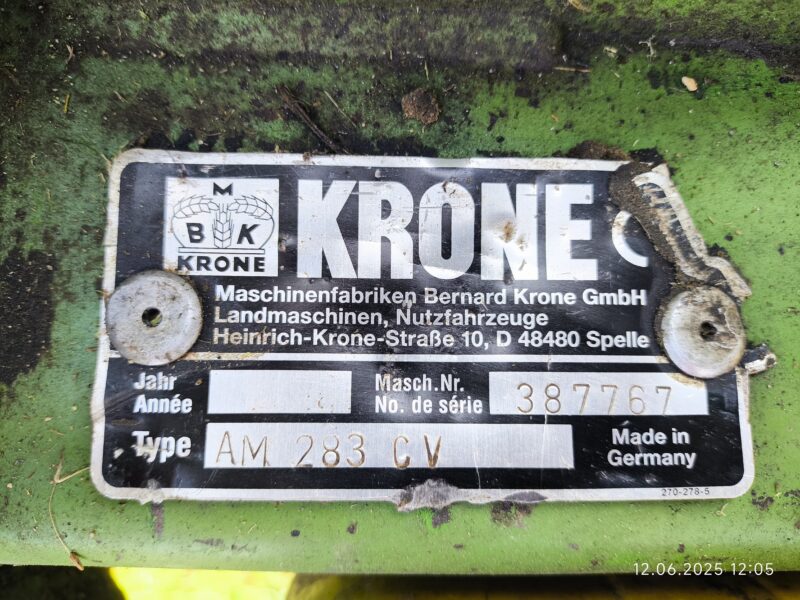 M
B K
KRONE
KRONE
Maschinenfabriken Bernard Krone GmbH
Landmaschinen, Nutzfahrzeuge
Heinrich-Krone-Straße 10, D 48480 Spelle
Jahr
Année
Masch.Nr.
No. de série
387767
Type
AM 283 CV
Made in
Germany
270-278-5
12.06.2025 12:05